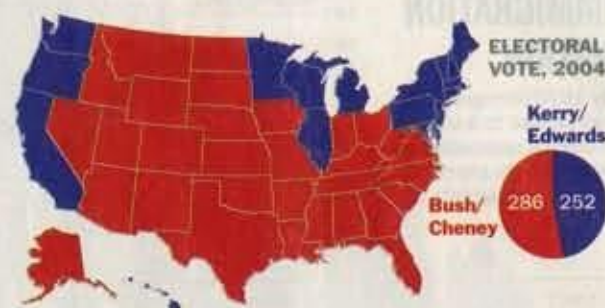 ELECTORAL
VOTE, 2004
Kerry/
Edwards
Bush/
Cheney
286 252